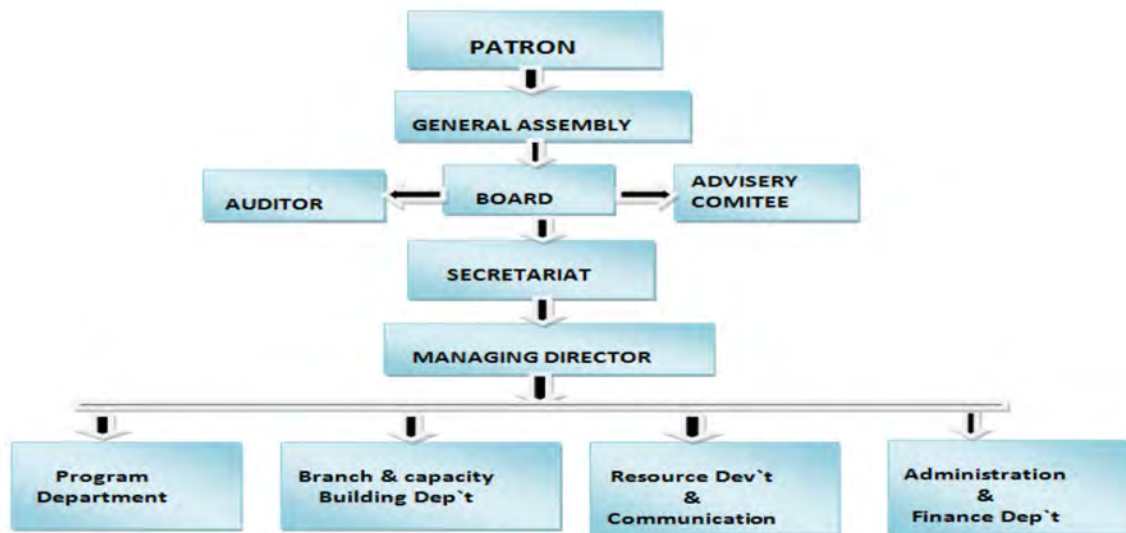 PATRON
GENERAL ASSEMBLY
AUDITOR
BOARD
ADVISERY
COMITEE
SECRETARIAT
MANAGING DIRECTOR
Program
Department
Branch & capacity
Building Dep`t
Resource Dev`t
&
Communication
Administration
&
Finance Dep`t